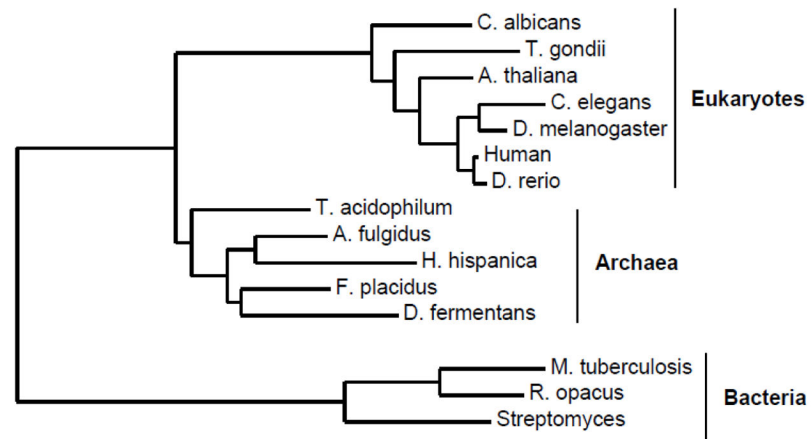 C. albicans
T. gondii
A. thaliana
C. elegans
Eukaryotes
D. melanogaster
Human
D. rerio
T. acidophilum
A. fulgidus
H. hispanica
Archaea
F. placidus
D. fermentans
M. tuberculosis
R. opacus
Bacteria
Streptomyces